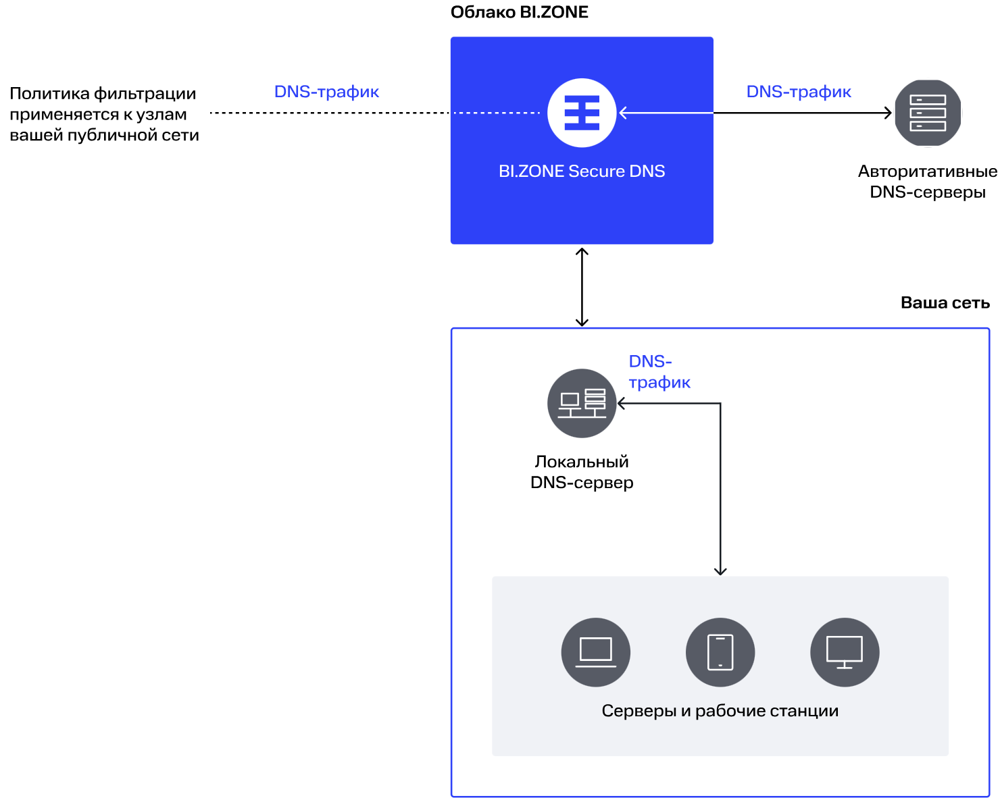 Облако BI.ZONE
Политика фильтрации
применяется к узлам
вашей публичной сети
DNS-трафик
BI.ZONE Secure DNS
DNS-трафик
Авторитативные
DNS-серверы
Ваша сеть
DNS-
трафик
Локальный
DNS-сервер
Серверы и рабочие станции